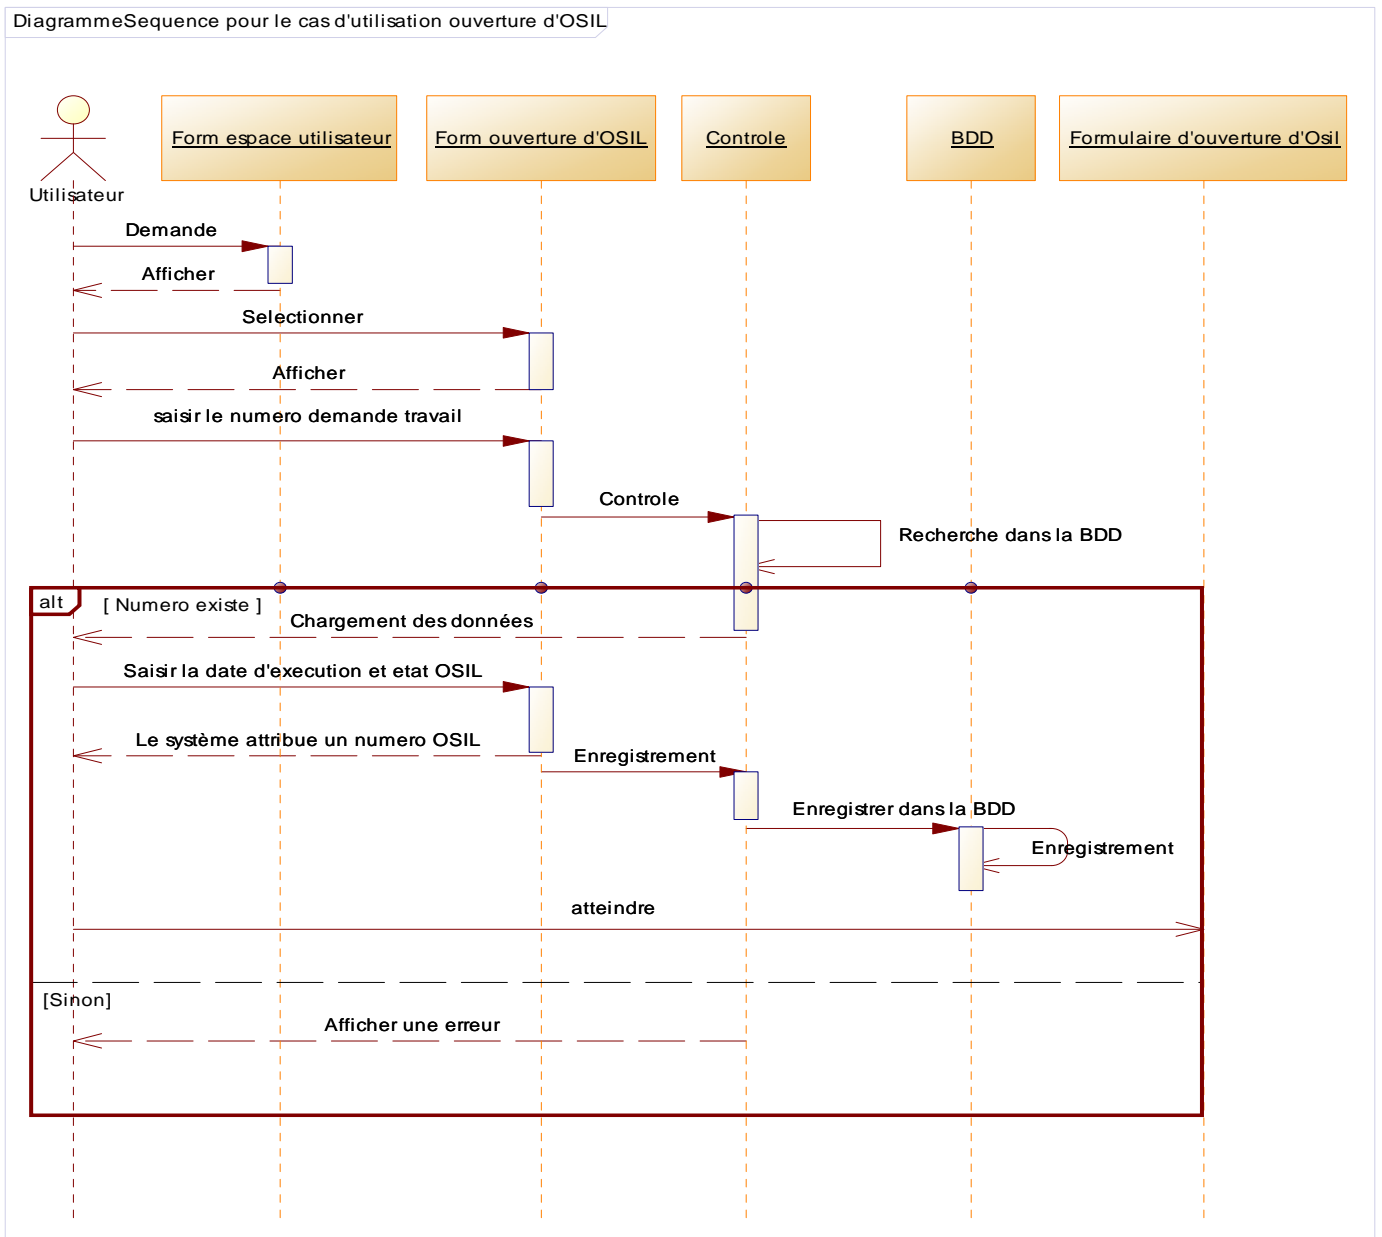 DiagrammeSequence pour le cas d'utilisation ouverture d'OSIL
Form espace utilisateur
Form ouverture d'OSIL
Controle
BDD
Formulaire d'ouverture d'Osil
Utilisateur
Demande
Afficher
Selectionner
Afficher
saisir le numero demande travail
Controle
Recherche dans la BDD
alt
[ Numero existe ]
Chargement des données
Saisir la date d'execution et etat OSIL
Le système attribue un numero OSIL
Enregistrement
Enregistrer dans la BDD
Enregistrement
atteindre
[Sinon]
Afficher une erreur